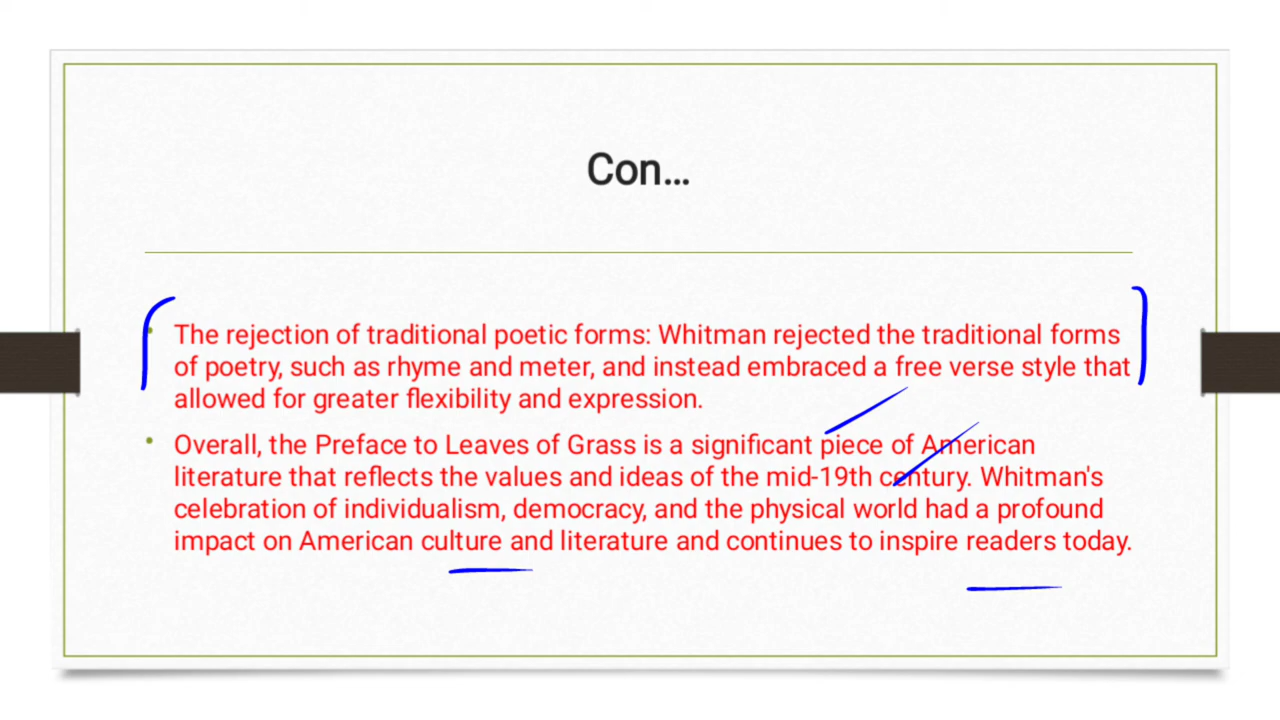 Con...
• The rejection of traditional poetic forms: Whitman rejected the traditional forms
of poetry, such as rhyme and meter, and instead embraced a free verse style that
allowed for greater flexibility and expression.
• Overall, the Preface to Leaves of Grass is a significant piece of American
literature that reflects the values and ideas of the mid-19th century. Whitman's
celebration of individualism, democracy, and the physical world had a profound
impact on American culture and literature and continues to inspire readers today.